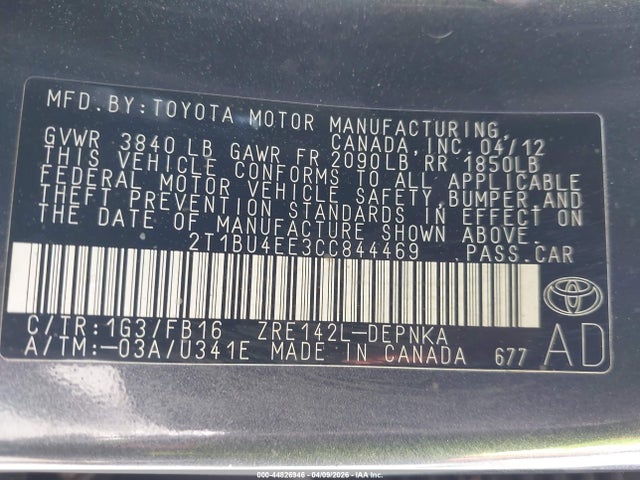 MFD. BY: TOYOTA MOTOR MANUFACTURING,
CANADA, INC. 04/12
GVWR 3840 LB GAWR FR 2090LB RR 1850LB
THIS VEHICLE CONFORMS TO ALL APPLICABLE
FEDERAL MOTOR VEHICLE SAFETY, BUMPER, AND
THEFT PREVENTION STANDARDS IN EFFECT ON
THE DATE OF MANUFACTURE SHOWN ABOVE.
2T1BU4EE3CC844469 PASS.CAR
C/TR:1G3/FB16 ZRE142L-DEPNKA
A/TM:-03A/U341E MADE IN CANADA 677 AD
000-44826946 - 04/09/2026 - IAA Inc.